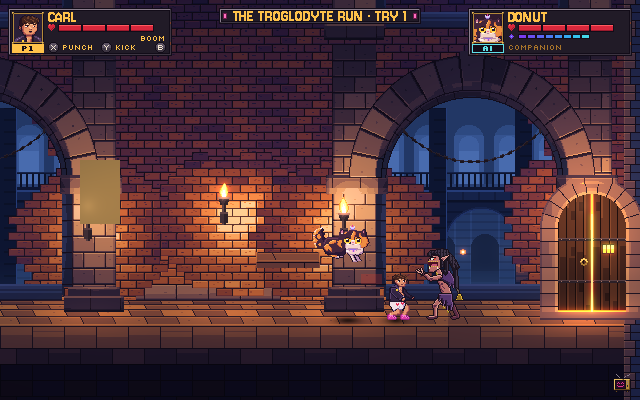 CARL
P1
X PUNCH Y KICK
BOOM
B
THE TROGLODYTE RUN · TRY 1
DONUT
AI
COMPANION